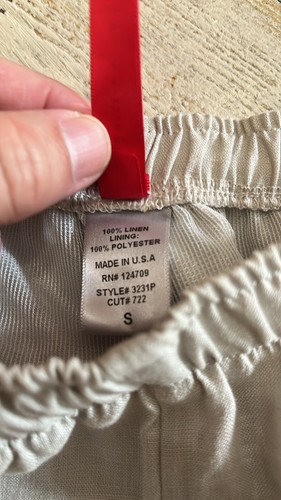 100% LINEN
LINING:
100% POLYESTER
MADE IN U.S.A
RN# 124709
STYLE# 3231P
CUT# 722
S